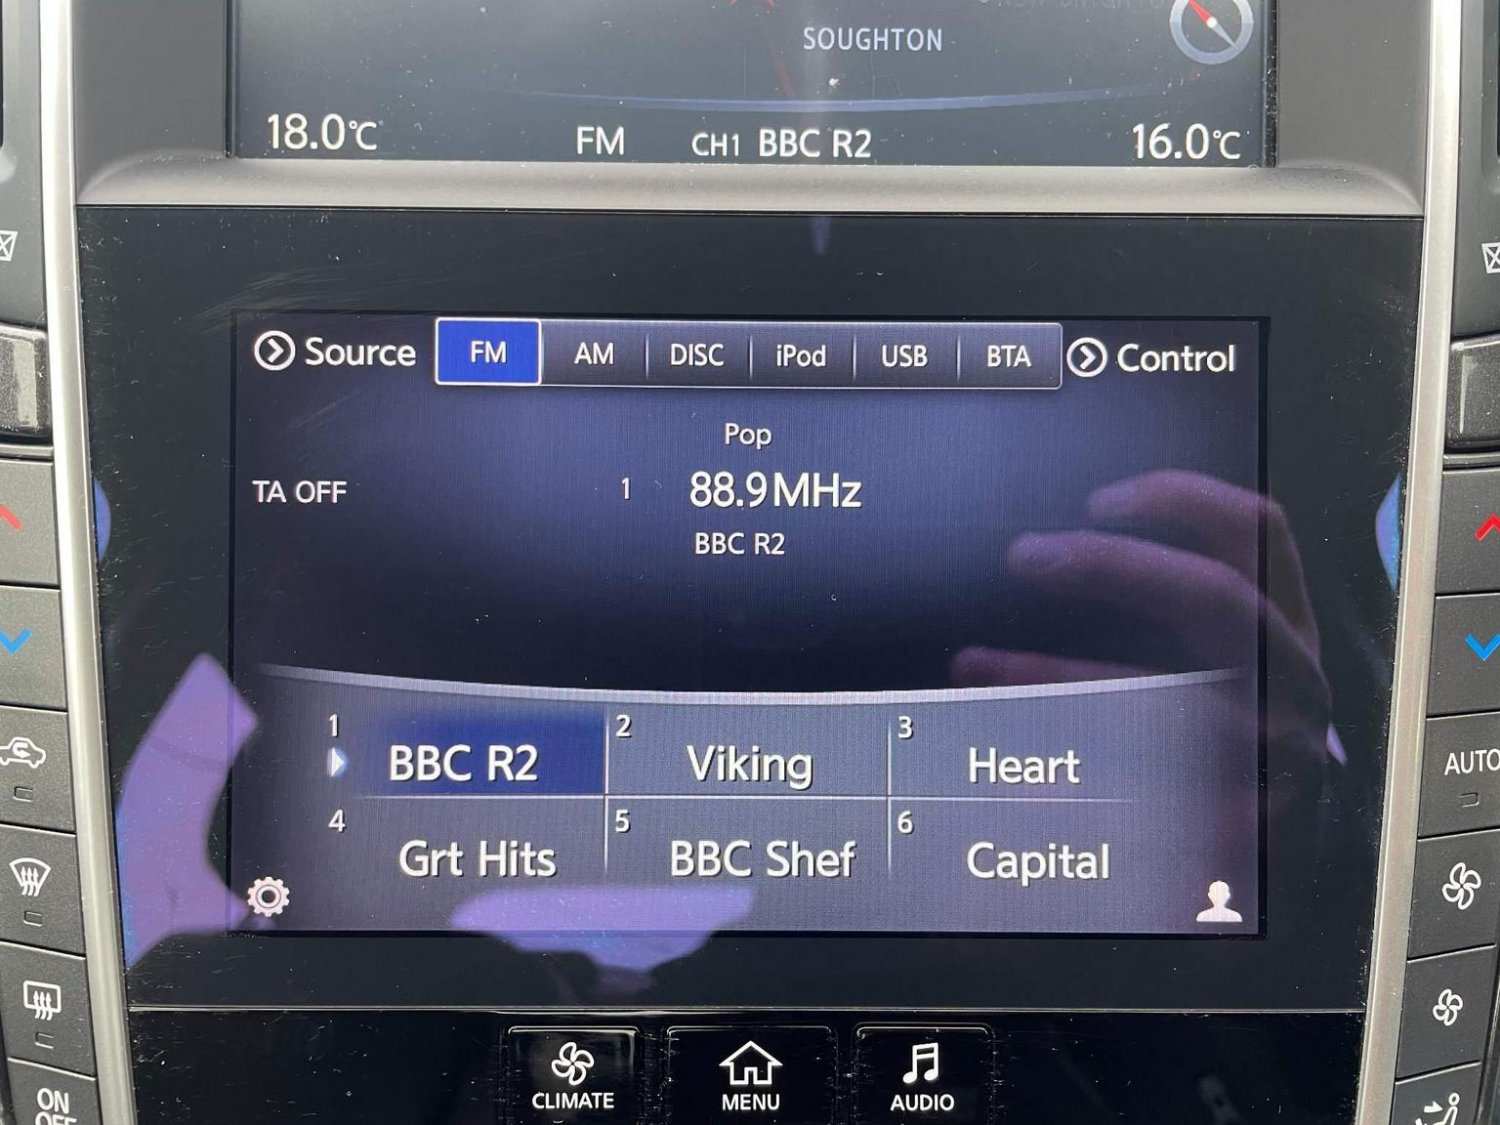 SOUGHTON
18.0℃ FM CH1 BBC R2 16.0℃
Source FM AM DISC iPod USB BTA Control
Pop
TA OFF 1 88.9MHz
BBC R2
1 BBC R2 2 Viking 3 Heart
4 Grt Hits 5 BBC Shef 6 Capital
AUTO
CLIMATE MENU AUDIO
ON
OFF